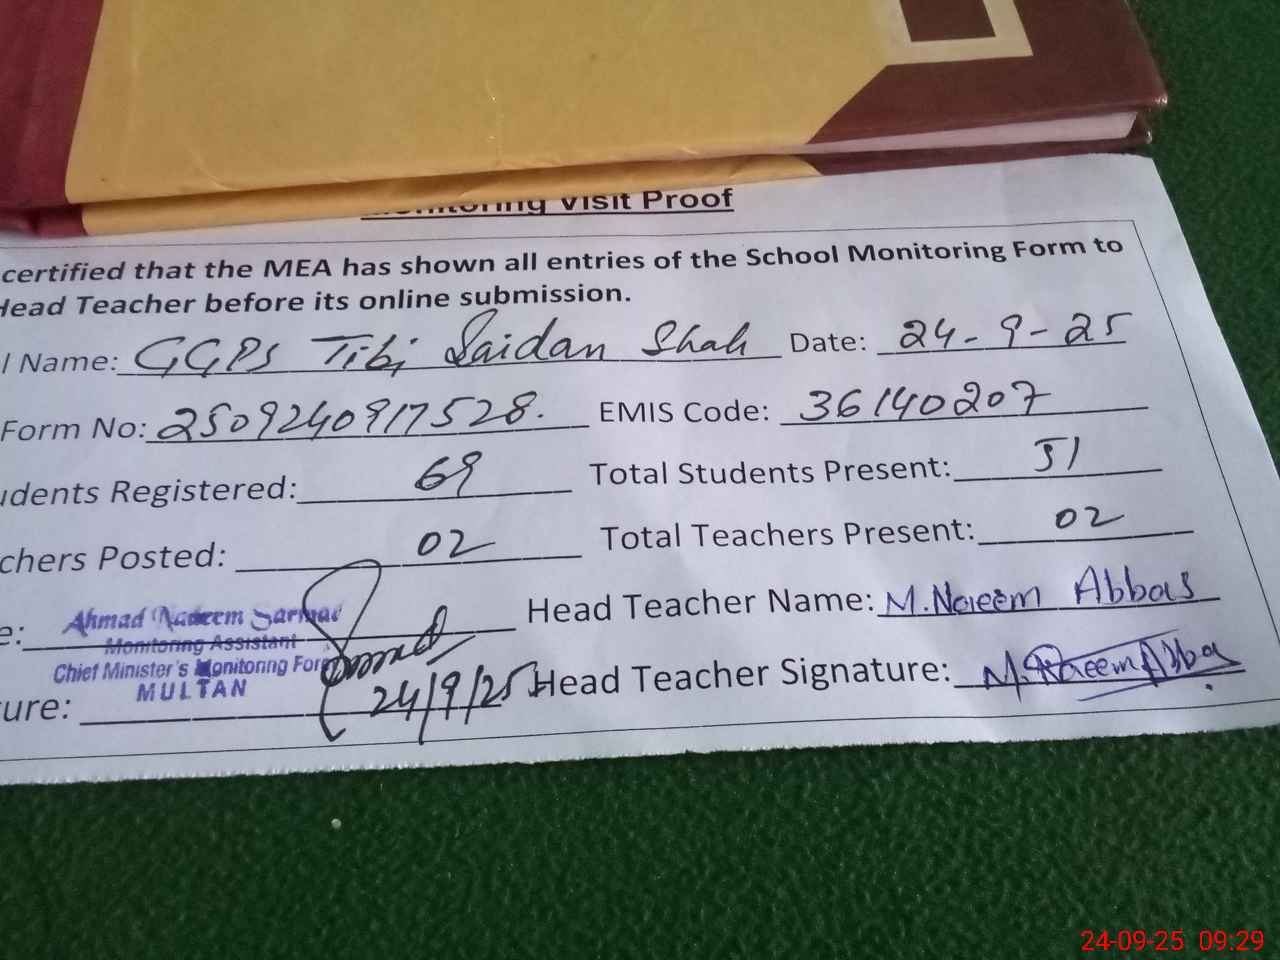 Monitoring Visit Proof
certified that the MEA has shown all entries of the School Monitoring Form to
Head Teacher before its online submission.
l Name: GGPS Tibi Saidan Shah Date: 24-9-25
Form No: 2509240917528. EMIS Code: 36140207
udents Registered: 69 Total Students Present: 51
chers Posted: 02 Total Teachers Present: 02
e: Ahmad Nadeem Sarmad Head Teacher Name: M.Naeem Abbas
Monitoring Assistant
Chief Minister's Monitoring Force
MULTAN
ure: 24/9/25 Head Teacher Signature: M.Naeem Abbas
24-09-25 09:29